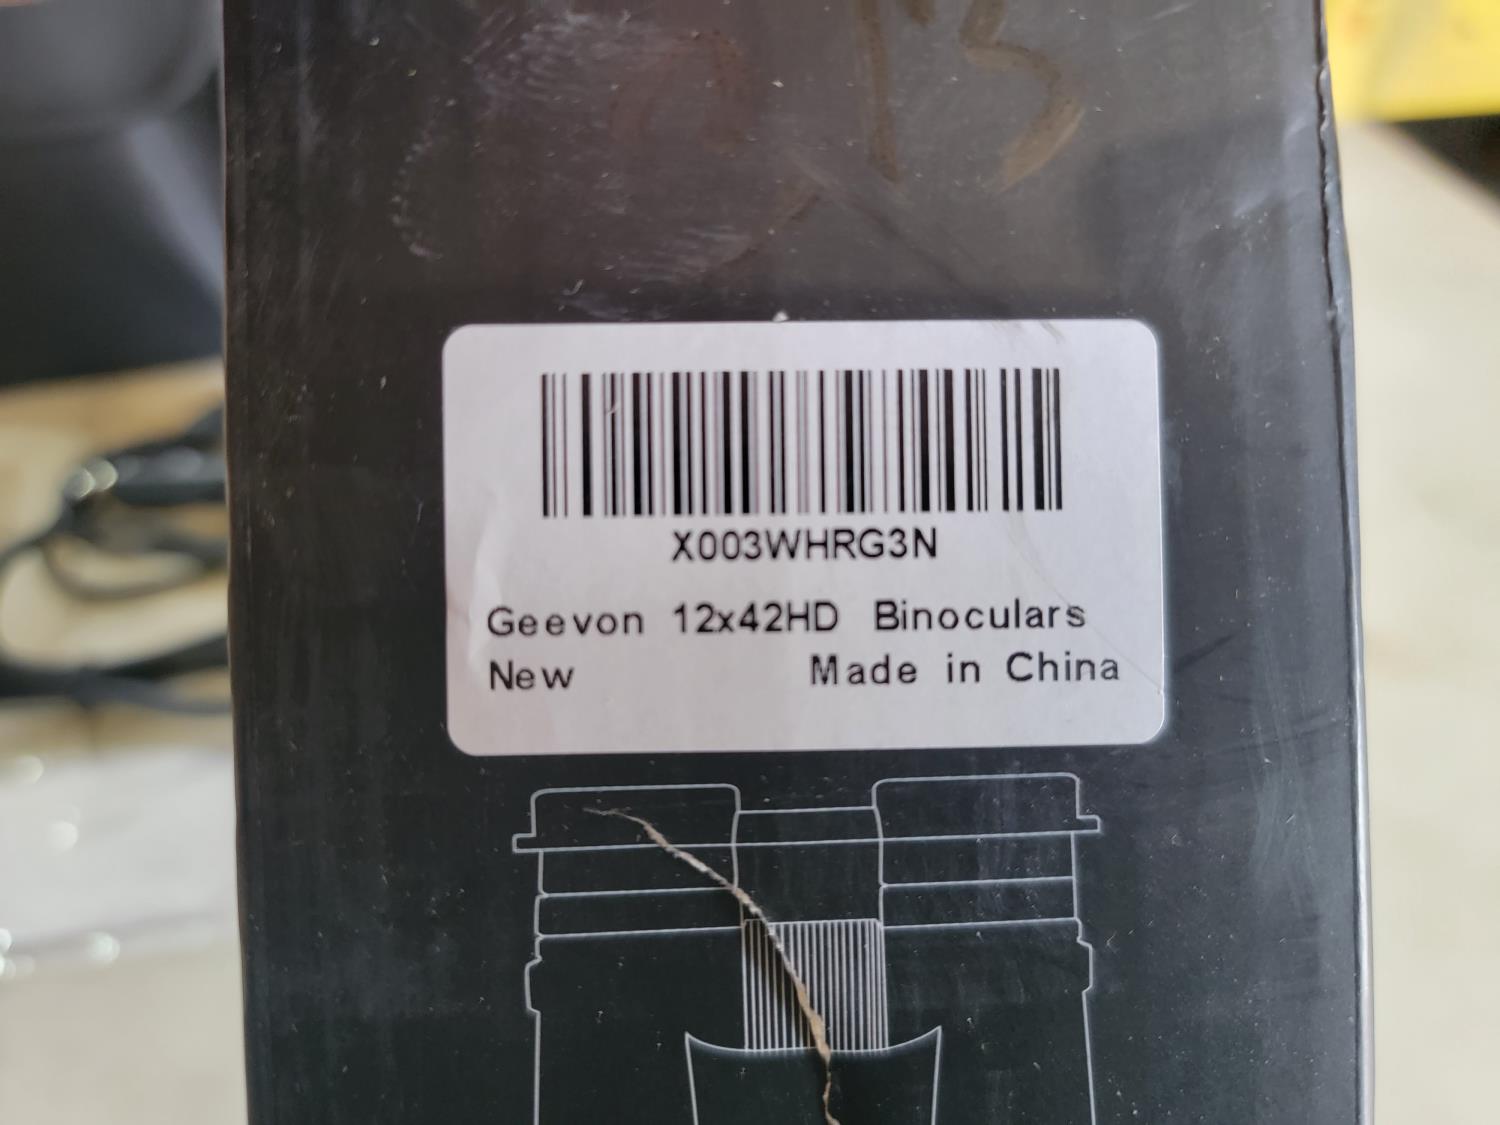 X003WHRG3N
Geevon 12x42HD Binoculars
New Made in China